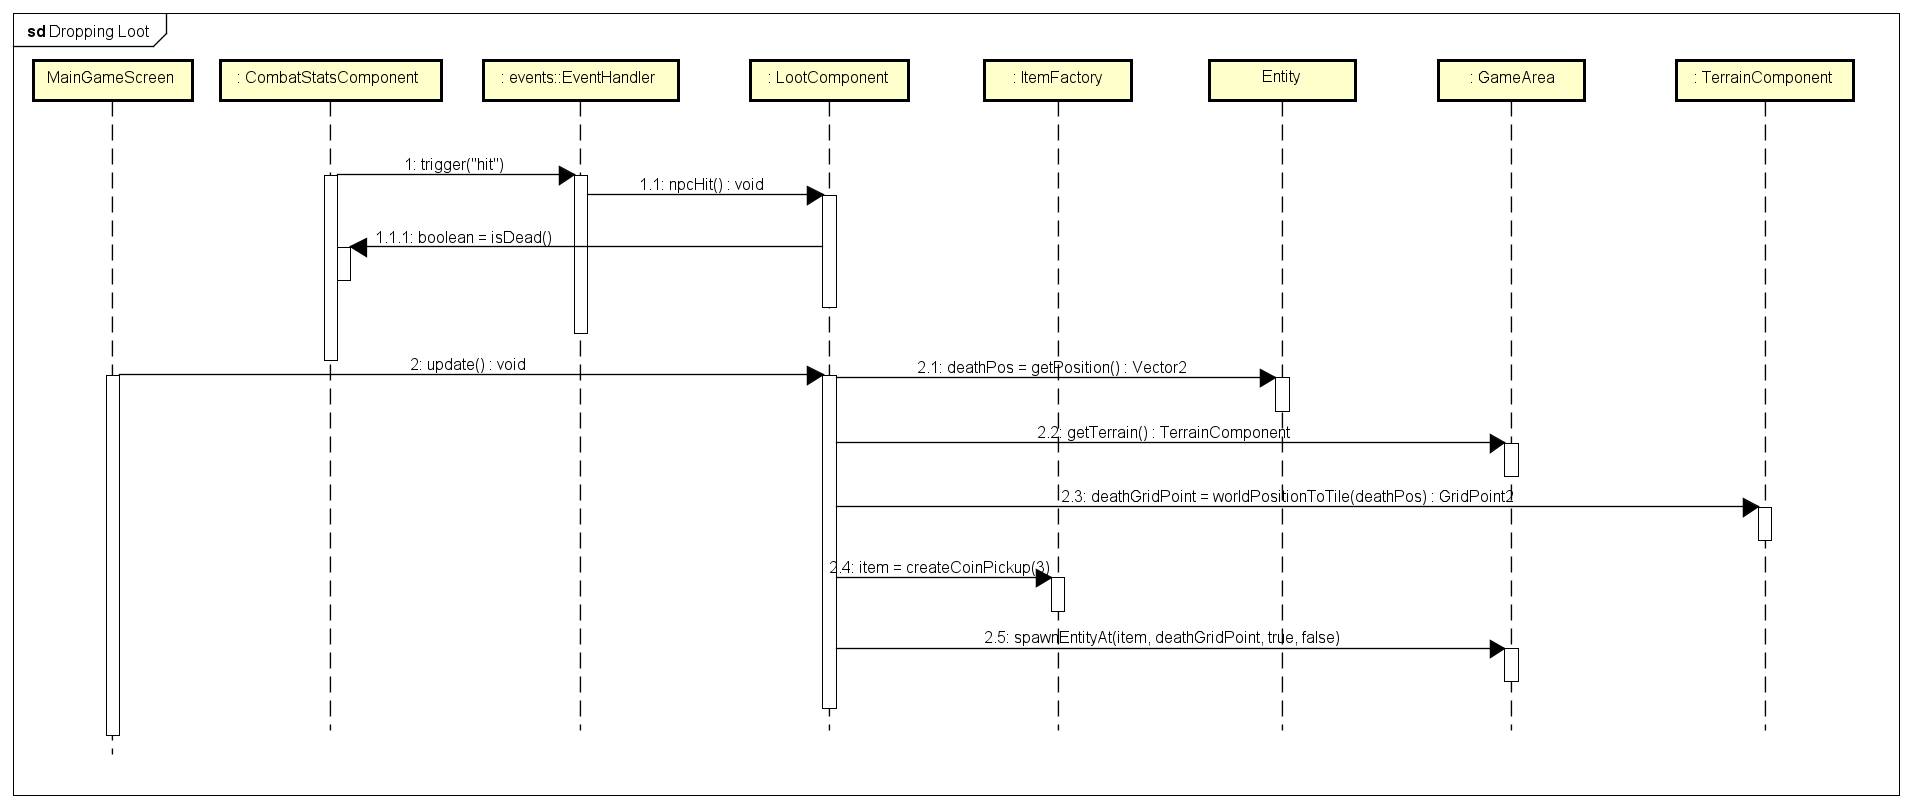 sd Dropping Loot
MainGameScreen
: CombatStatsComponent
: events::EventHandler
: LootComponent
: ItemFactory
Entity
: GameArea
: TerrainComponent
1: trigger("hit")
1.1: npcHit() : void
1.1.1: boolean = isDead()
2: update() : void
2.1: deathPos = getPosition() : Vector2
2.2: getTerrain() : TerrainComponent
2.3: deathGridPoint = worldPositionToTile(deathPos) : GridPoint2
2.4: item = createCoinPickup(3)
2.5: spawnEntityAt(item, deathGridPoint, true, false)